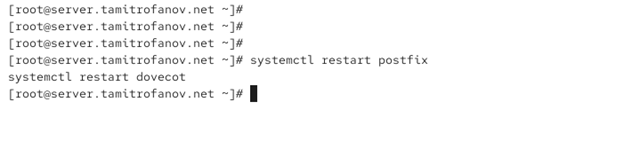 [root@server.tamitrofanov.net ~]#
[root@server.tamitrofanov.net ~]#
[root@server.tamitrofanov.net ~]#
[root@server.tamitrofanov.net ~]# systemctl restart postfix
systemctl restart dovecot
[root@server.tamitrofanov.net ~]#